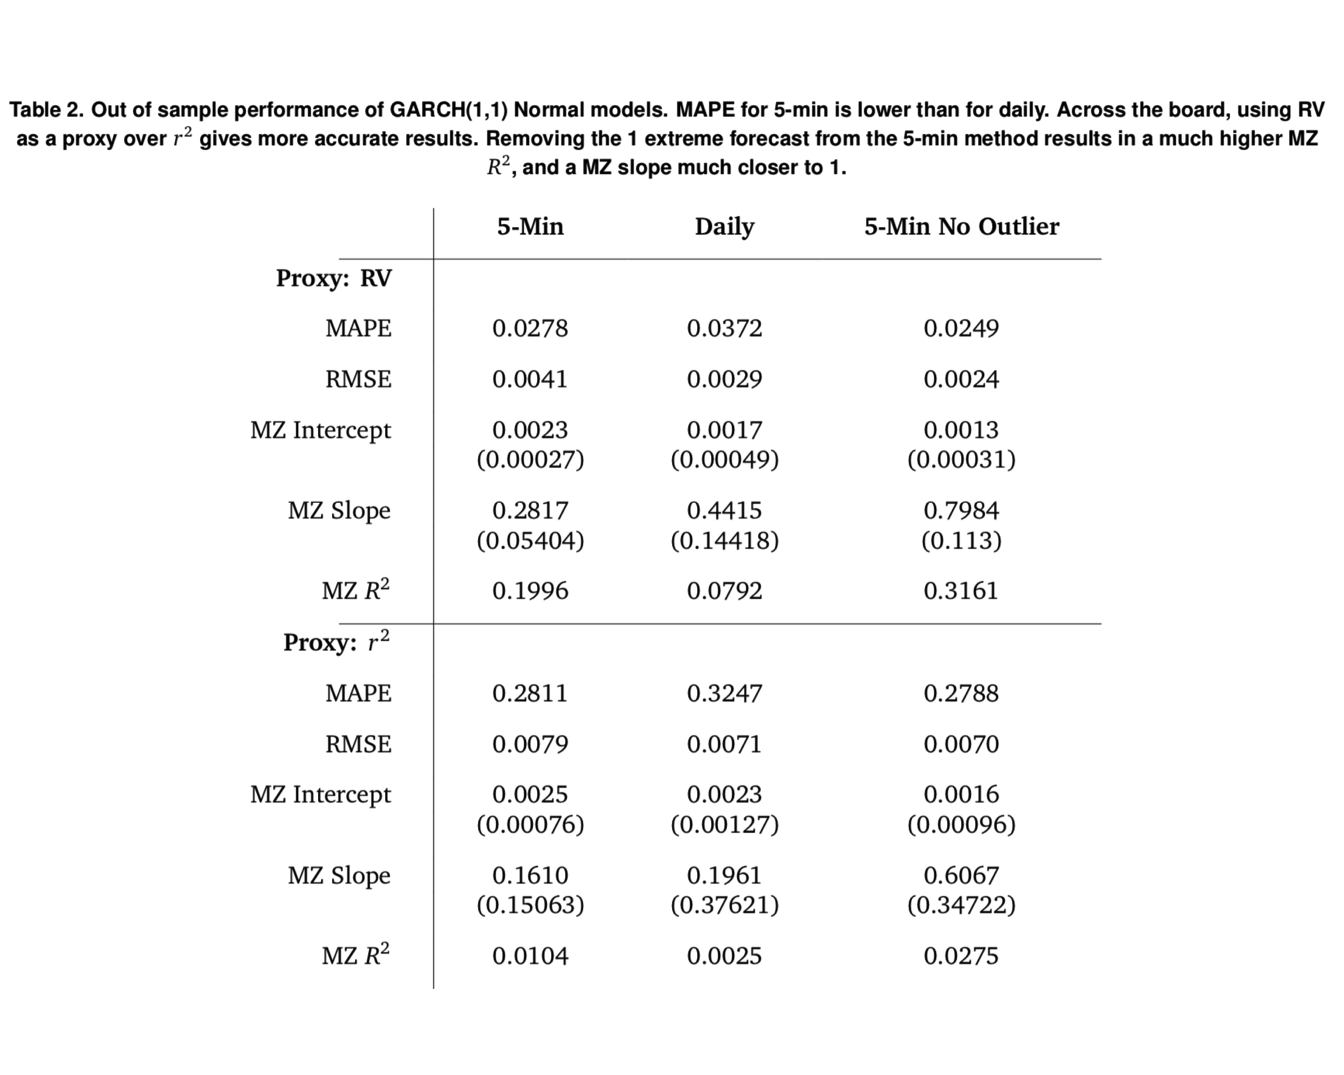 Table 2. Out of sample performance of GARCH(1,1) Normal models. MAPE for 5-min is lower than for daily. Across the board, using RV
as a proxy over r² gives more accurate results. Removing the 1 extreme forecast from the 5-min method results in a much higher MZ
R², and a MZ slope much closer to 1.
5-Min Daily 5-Min No Outlier
Proxy: RV
MAPE 0.0278 0.0372 0.0249
RMSE 0.0041 0.0029 0.0024
MZ Intercept 0.0023 0.0017 0.0013
(0.00027) (0.00049) (0.00031)
MZ Slope 0.2817 0.4415 0.7984
(0.05404) (0.14418) (0.113)
MZ R² 0.1996 0.0792 0.3161
Proxy: r²
MAPE 0.2811 0.3247 0.2788
RMSE 0.0079 0.0071 0.0070
MZ Intercept 0.0025 0.0023 0.0016
(0.00076) (0.00127) (0.00096)
MZ Slope 0.1610 0.1961 0.6067
(0.15063) (0.37621) (0.34722)
MZ R² 0.0104 0.0025 0.0275